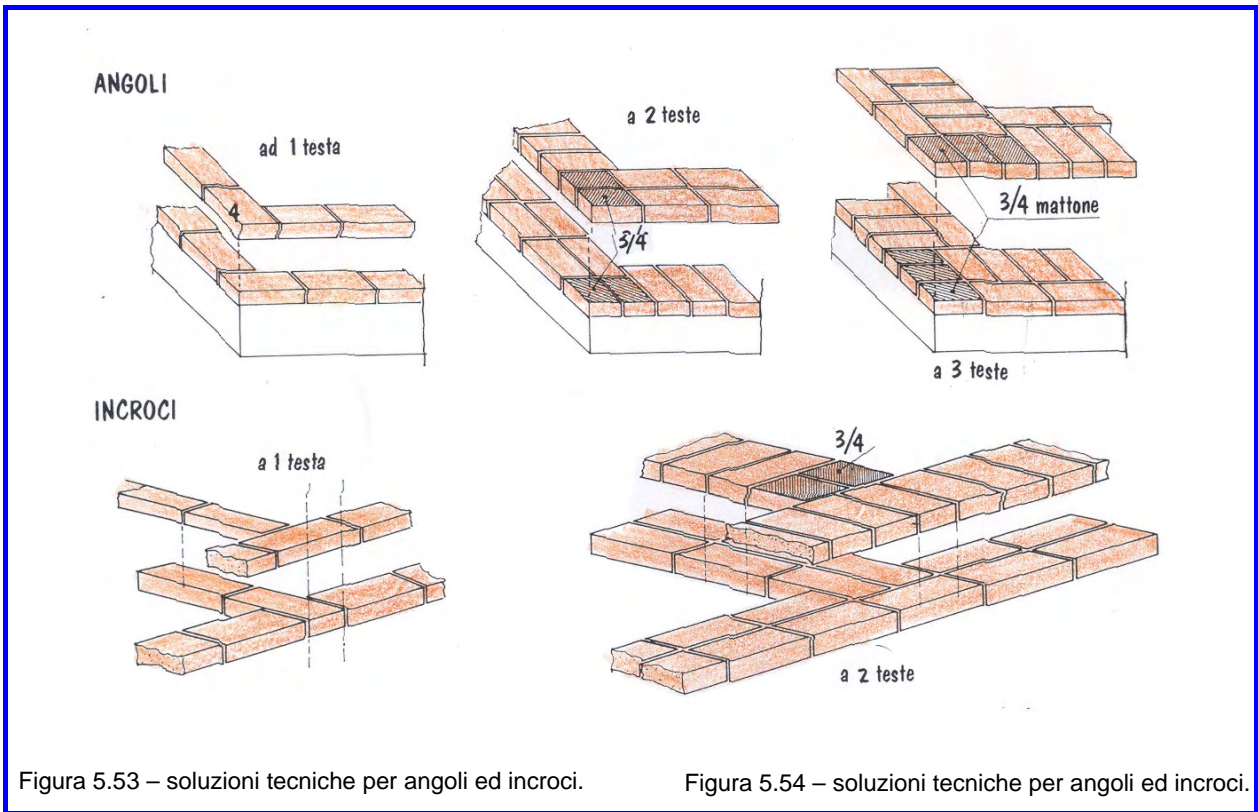 ANGOLI
ad 1 testa
a 2 teste
4
3/4
3/4 mattone
a 3 teste
INCROCI
a 1 testa
3/4
a 2 teste
Figura 5.53 – soluzioni tecniche per angoli ed incroci.
Figura 5.54 – soluzioni tecniche per angoli ed incroci.